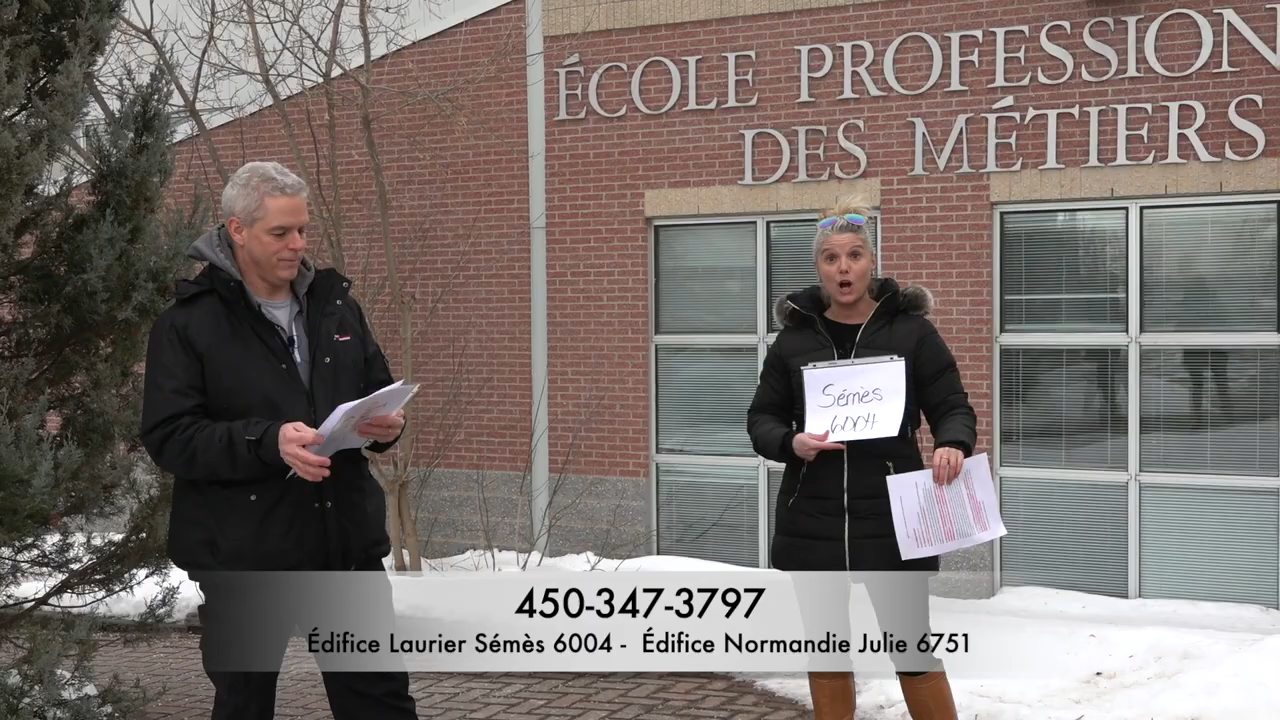 ÉCOLE PROFESSION
DES MÉTIERS
Sémès
6004
450-347-3797
Édifice Laurier Sémès 6004 - Édifice Normandie Julie 6751